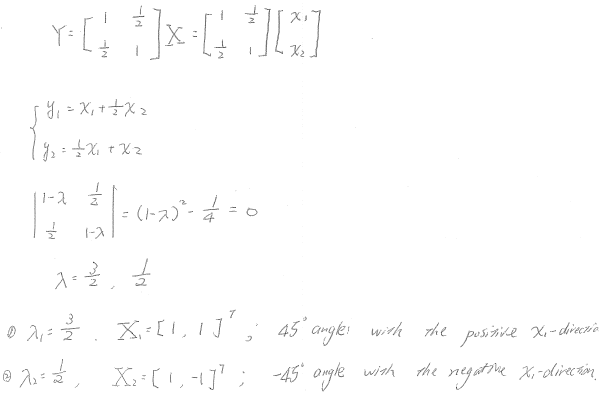 Y = [1 1/2; 1/2 1] X = [1 1/2; 1/2 1] [x₁; x₂]
{ y₁ = x₁ + 1/2 x₂
y₂ = 1/2 x₁ + x₂
|1-λ 1/2; 1/2 1-λ| = (1-λ)² - 1/4 = 0
λ = 3/2 , 1/2
① λ₁ = 3/2 . X₁ = [1, 1]ᵀ ; 45° angle with the positive x₁-directio
② λ₂ = 1/2 , X₂ = [1, -1]ᵀ ; -45° angle with the negative x₁-direction.